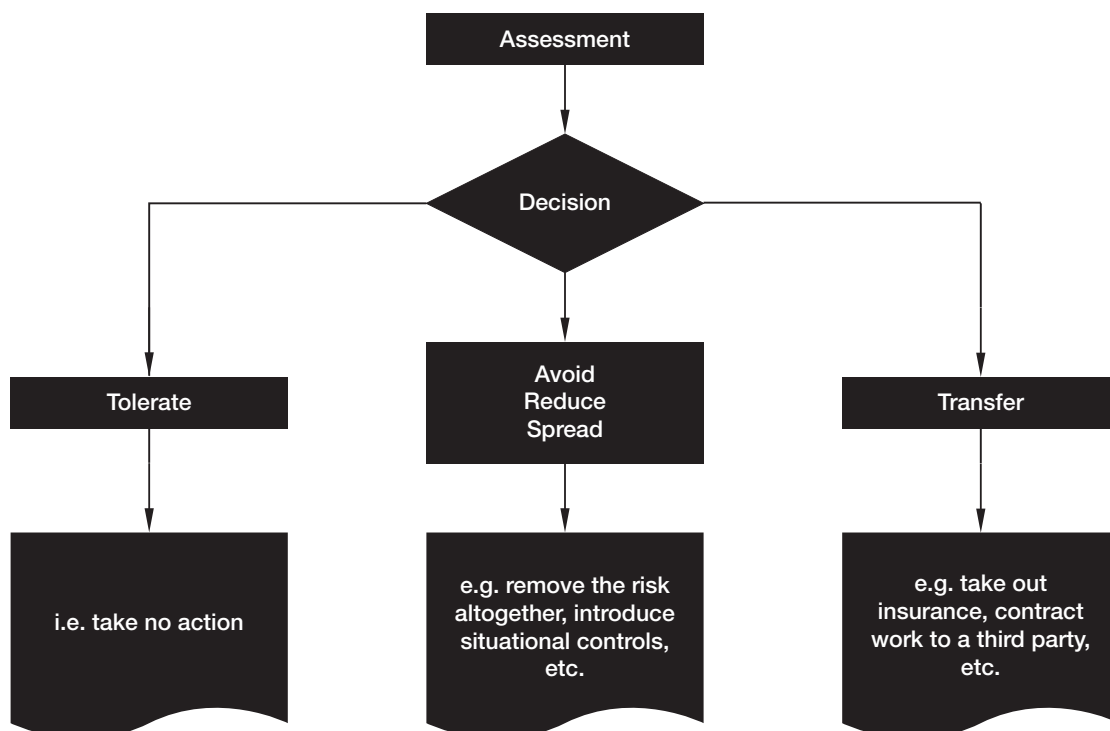 Assessment
Decision
Tolerate
Avoid
Reduce
Spread
Transfer
i.e. take no action
e.g. remove the risk
altogether, introduce
situational controls,
etc.
e.g. take out
insurance, contract
work to a third party,
etc.